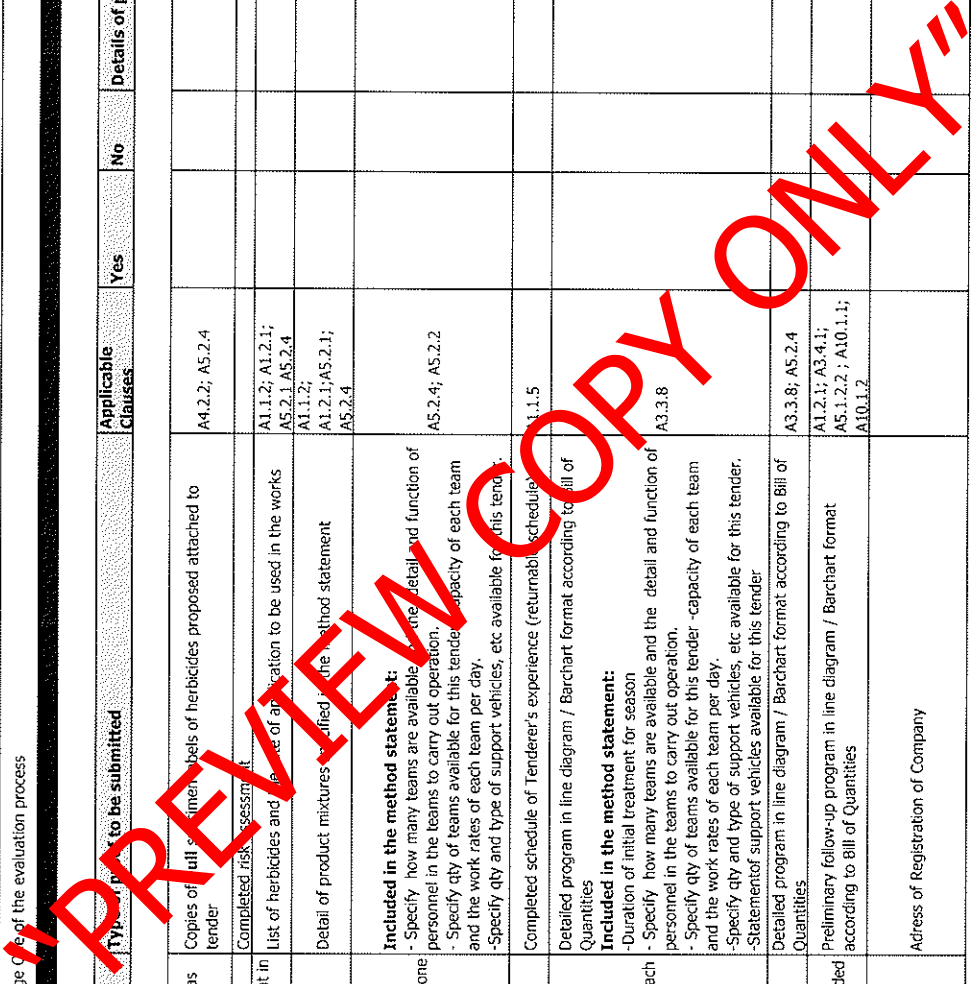 ge One of the evaluation process
Type of proof to be submitted
Applicable
Clauses
Yes
No
Details of
as
Copies of full specimen labels of herbicides proposed attached to
tender
A4.2.2; A5.2.4
Completed risk assessment
t in
List of herbicides and rate of application to be used in the works
A1.1.2; A1.2.1;
A5.2.1 A5.2.4
Detail of product mixtures specified in the method statement
A1.1.2;
A1.2.1;A5.2.1;
A5.2.4
one
Included in the method statement:
- Specify how many teams are available and the detail and function of
personnel in the teams to carry out operation.
- Specify qty of teams available for this tender -capacity of each team
and the work rates of each team per day.
-Specify qty and type of support vehicles, etc available for this tender.
A5.2.4; A5.2.2
Completed schedule of Tenderer's experience (returnable schedule)
A1.1.5
ach
Detailed program in line diagram / Barchart format according to Bill of
Quantities
Included in the method statement:
-Duration of initial treatment for season
- Specify how many teams are available and the detail and function of
personnel in the teams to carry out operation.
- Specify qty of teams available for this tender -capacity of each team
and the work rates of each team per day.
-Specify qty and type of support vehicles, etc available for this tender.
-Statementof support vehicles available for this tender
A3.3.8
Detailed program in line diagram / Barchart format according to Bill of
Quantities
A3.3.8; A5.2.4
ded
Preliminary follow-up program in line diagram / Barchart format
according to Bill of Quantities
A1.2.1; A3.4.1;
A5.1.2.2 ; A10.1.1;
A10.1.2
Adress of Registration of Company
“PREVIEW COPY ONLY”